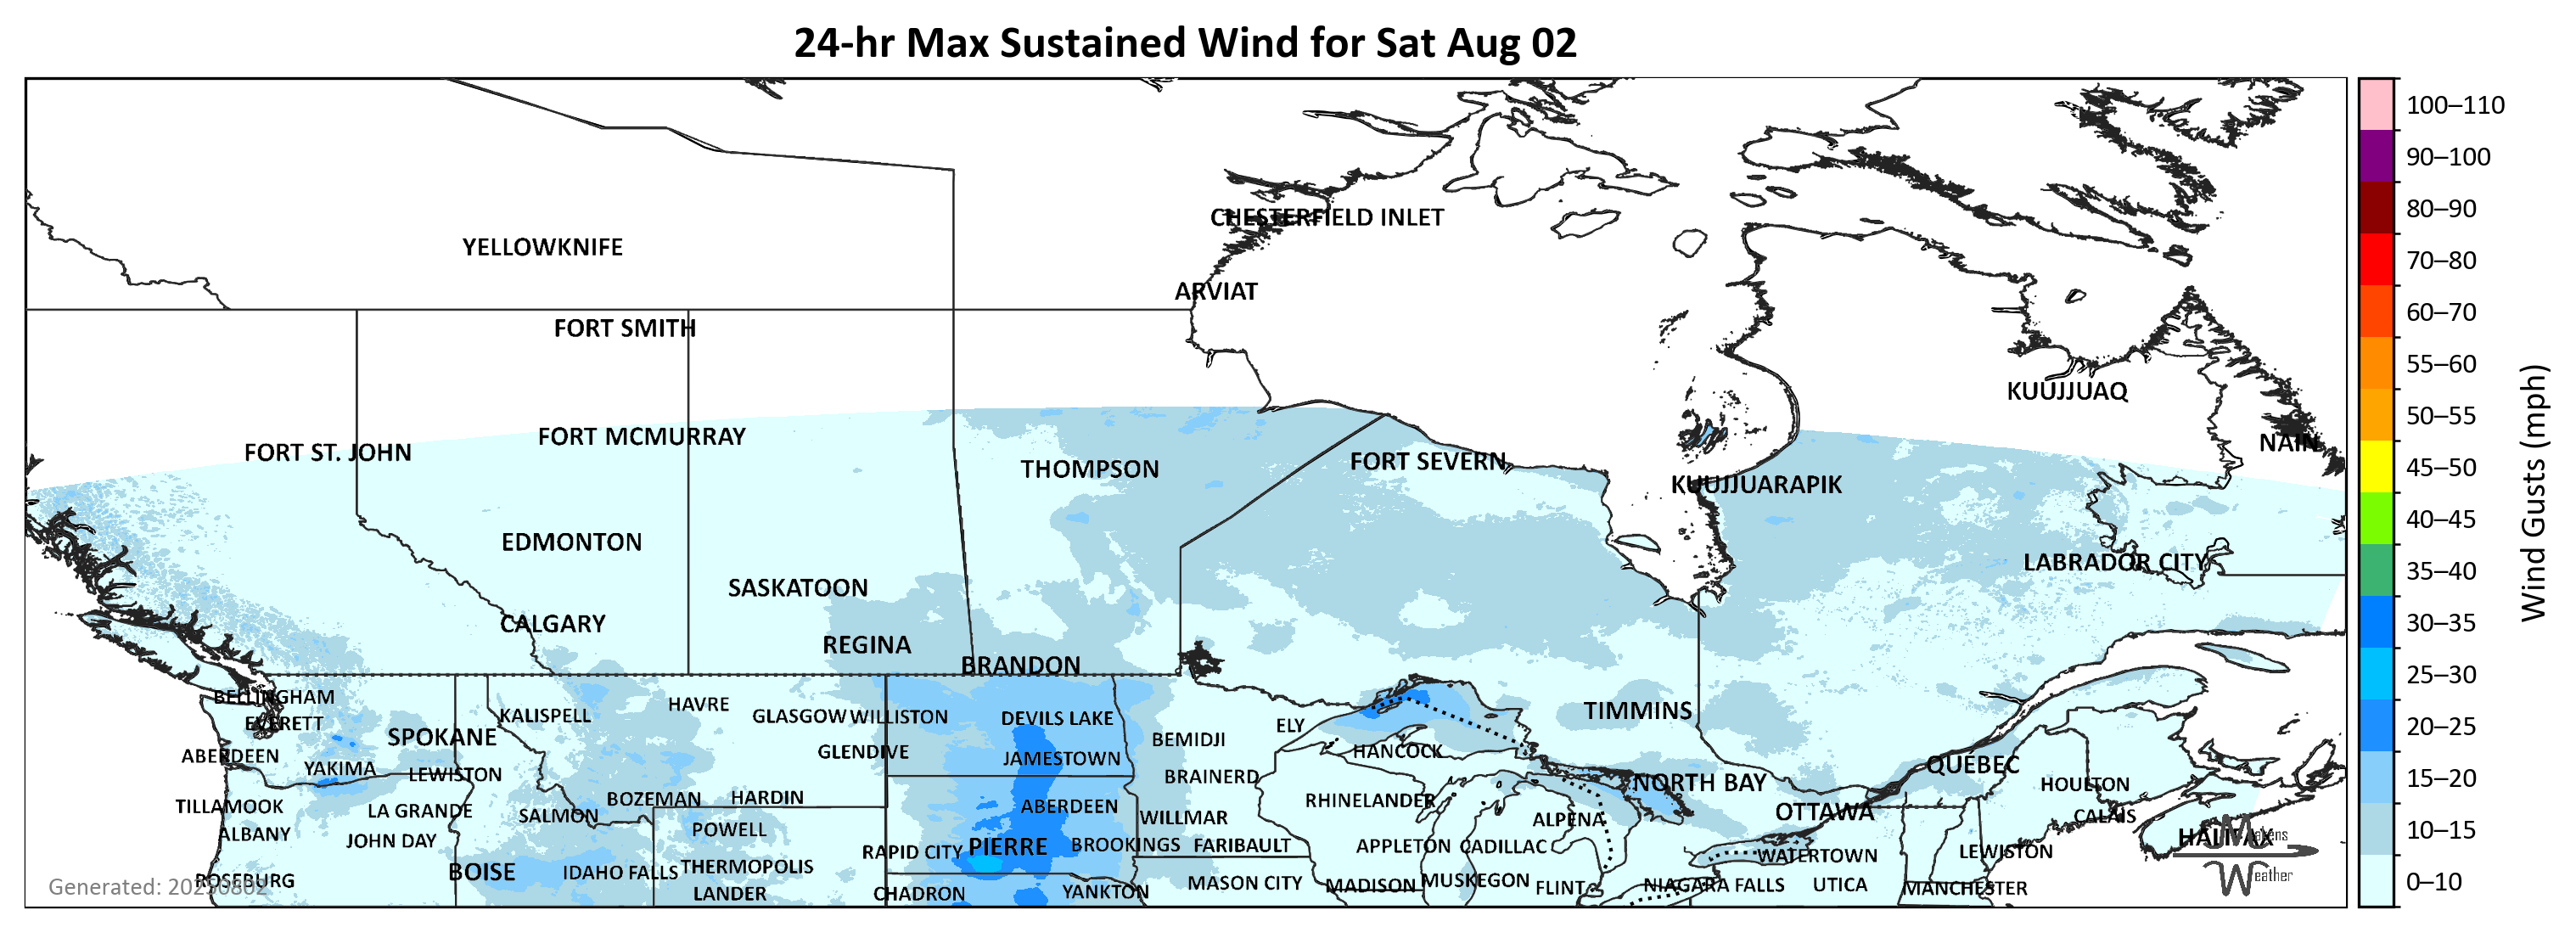 24-hr Max Sustained Wind for Sat Aug 02
100–110
90–100
80–90
CHESTERFIELD INLET
YELLOWKNIFE
70–80
ARVIAT
60–70
FORT SMITH
55–60
KUUJJUAQ
50–55
FORT MCMURRAY
NAIN
FORT ST. JOHN
45–50
FORT SEVERN
THOMPSON
KUUJJUARAPIK
40–45
Wind Gusts (mph)
EDMONTON
LABRADOR CITY
35–40
SASKATOON
CALGARY
30–35
REGINA
BRANDON
25–30
BELLINGHAM
HAVRE
TIMMINS
KALISPELL
GLASGOW WILLISTON
DEVILS LAKE
EVERETT
ELY
20–25
SPOKANE
BEMIDJI
HANCOCK
ABERDEEN
GLENDIVE
JAMESTOWN
QUÉBEC
YAKIMA
LEWISTON
BRAINERD
15–20
NORTH BAY
HOULTON
BOZEMAN
HARDIN
RHINELANDER
TILLAMOOK
LA GRANDE
ABERDEEN
OTTAWA
SALMON
WILLMAR
ALPENA
CALAIS
10–15
ALBANY
POWELL
HALIFAX
Makens
JOHN DAY
RAPID CITY
PIERRE
BROOKINGS
FARIBAULT
APPLETON
CADILLAC
WATERTOWN
LEWISTON
BOISE
IDAHO FALLS
THERMOPOLIS
Weather
ROSEBURG
Generated: 20250802
MASON CITY
MADISON
MUSKEGON
FLINT
NIAGARA FALLS
UTICA
MANCHESTER
0–10
LANDER
CHADRON
YANKTON